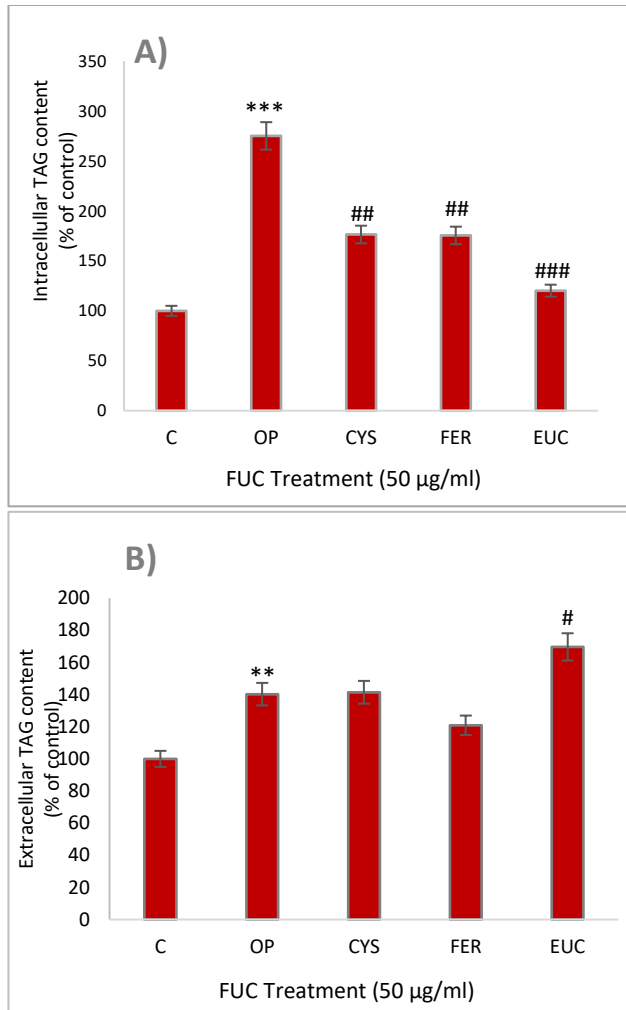 A)
Intracellullar TAG content
(% of control)
350
300
250
200
150
100
50
0
***
##
##
###
C OP CYS FER EUC
FUC Treatment (50 µg/ml)
B)
Extracellular TAG content
(% of control)
200
180
160
140
120
100
80
60
40
20
0
**
#
C OP CYS FER EUC
FUC Treatment (50 µg/ml)